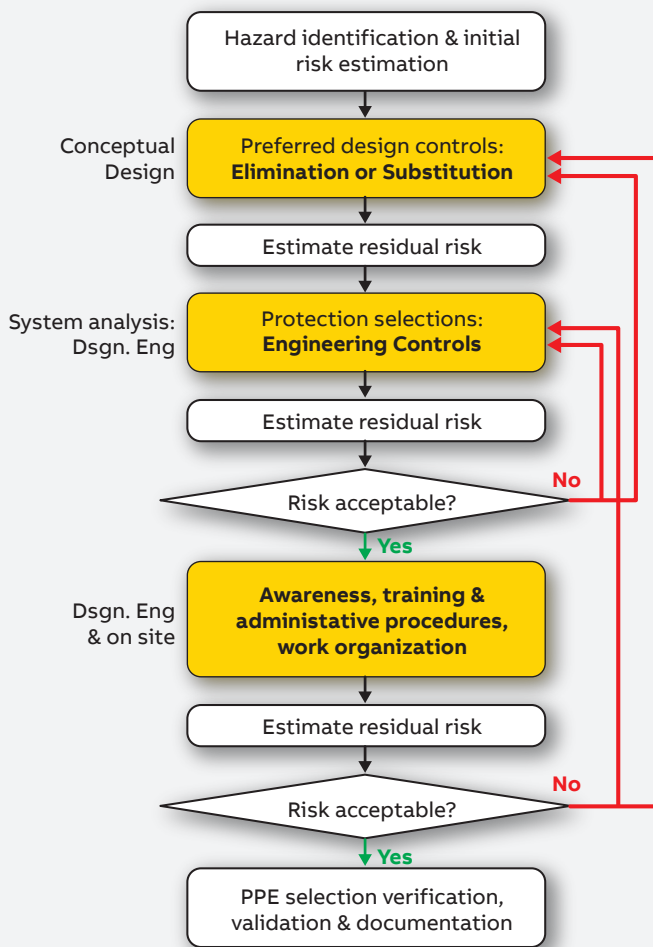 Hazard identification & initial
risk estimation
Conceptual
Design
Preferred design controls:
Elimination or Substitution
Estimate residual risk
System analysis:
Dsgn. Eng
Protection selections:
Engineering Controls
Estimate residual risk
Risk acceptable?
No
Yes
Dsgn. Eng
& on site
Awareness, training &
administative procedures,
work organization
Estimate residual risk
Risk acceptable?
No
Yes
PPE selection verification,
validation & documentation